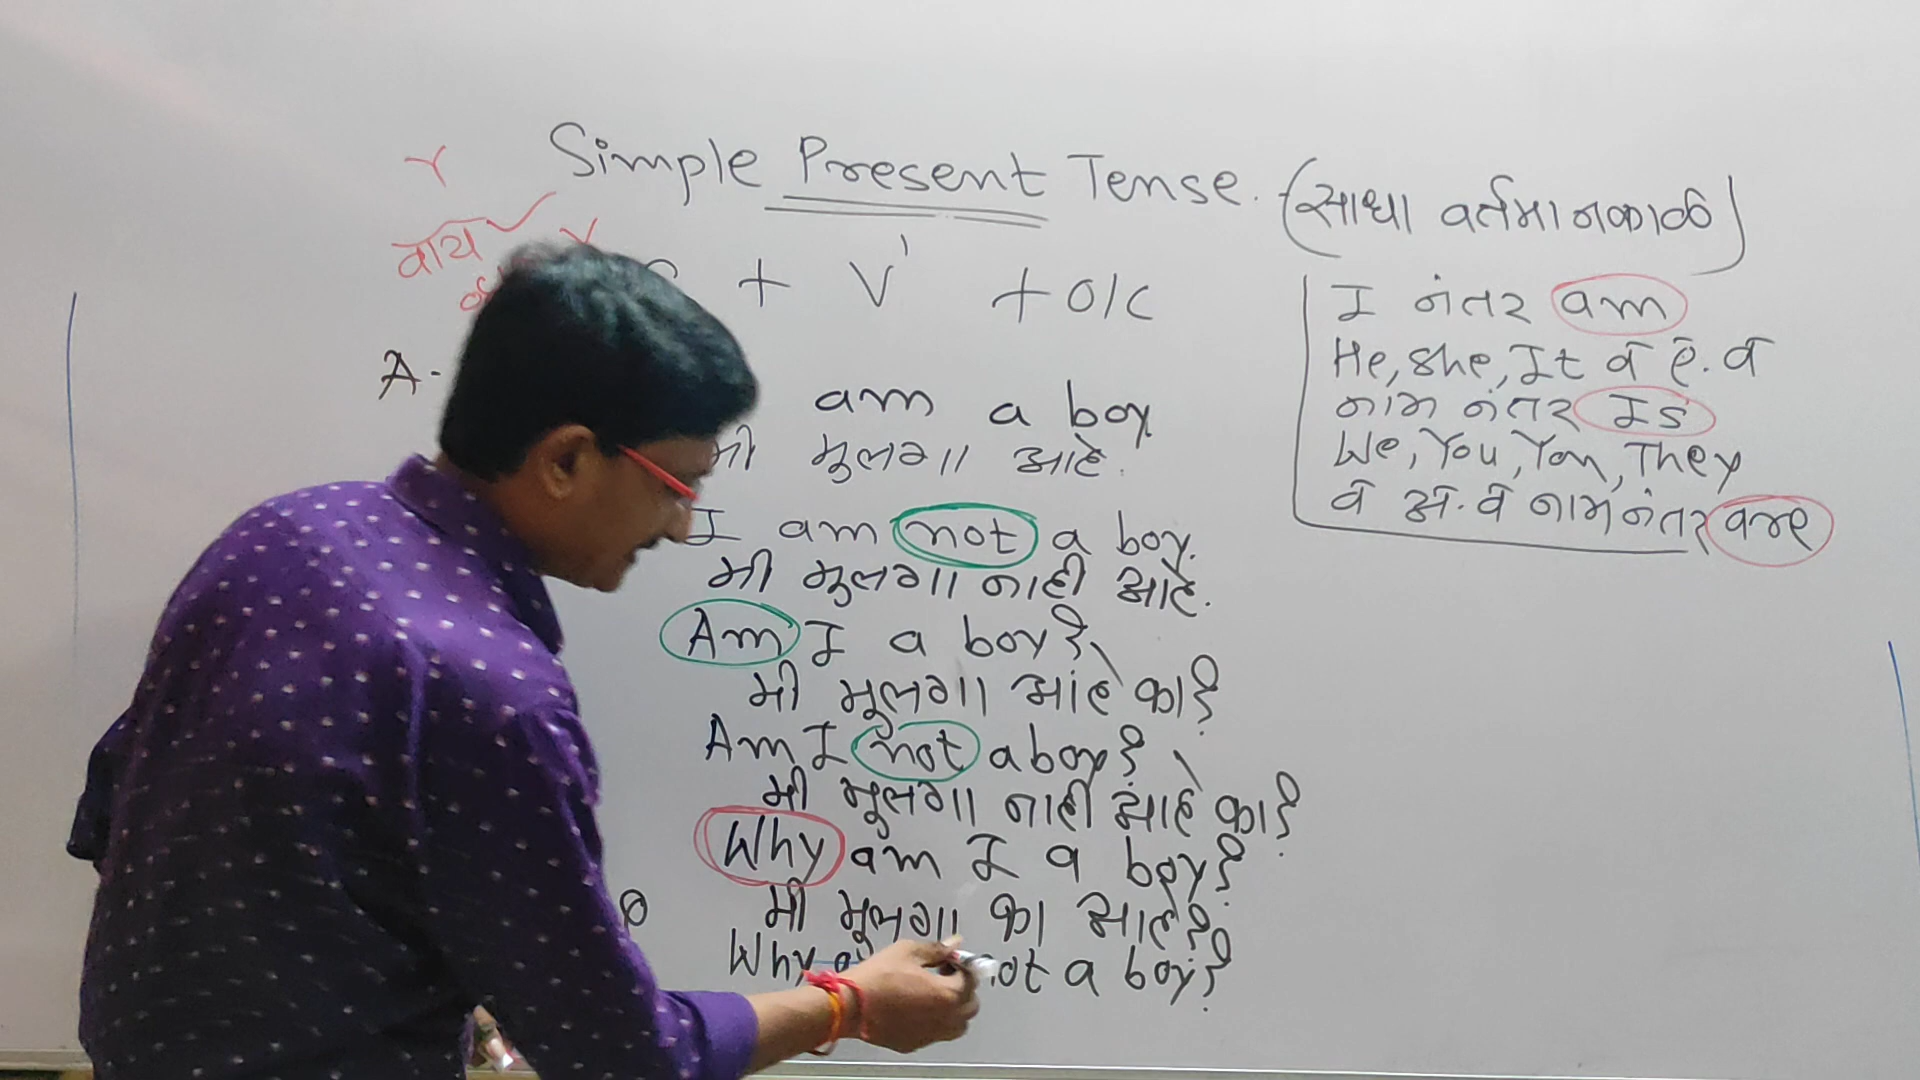 Simple Present Tense. (साधा वर्तमानकाळ)
वाय
+ V' + O/C
I नंतर am
He, She, It व ए. व
नाम नंतर Is
We, You, You, They
व अ. व नाम नंतर are
A.
am a boy
मी मुलगा आहे.
I am not a boy.
मी मुलगा नाही आहे.
Am I a boy?
मी मुलगा आहे का?
Am I not a boy?
मी मुलगा नाही आहे का?
Why am I a boy?
मी मुलगा का आहे?
Why not a boy?